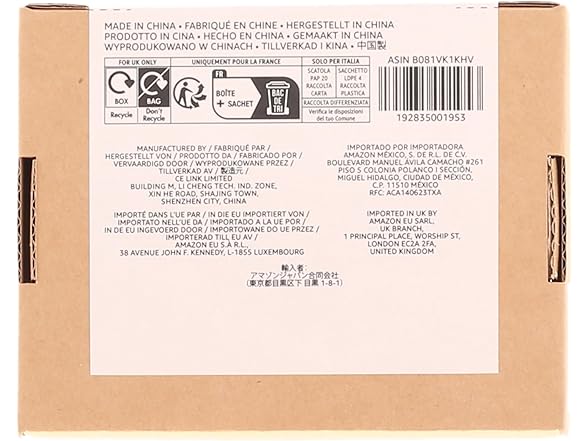 MADE IN CHINA • FABRIQUÉ EN CHINE • HERGESTELLT IN CHINA
PRODOTTO IN CINA • HECHO EN CHINA • GEMAAKT IN CHINA
WYPRODUKOWANO W CHINACH • TILLVERKAD I KINA • 中国製
FOR UK ONLY
BOX
Recycle
BAG
Don't
Recycle
UNIQUEMENT POUR LA FRANCE
FR
BOÎTE
+ SACHET
BAC
DE
TRI
SOLO PER ITALIA
SCATOLA SACCHETTO
PAP 20 LDPE 4
RACCOLTA RACCOLTA
CARTA PLASTICA
RACCOLTA DIFFERENZIATA
Verifica le disposizioni
del tuo Comune
ASIN B081VK1KHV
192835001953
MANUFACTURED BY / FABRIQUÉ PAR /
HERGESTELLT VON / PRODOTTO DA / FABRICADO POR /
VERVAARDIGD DOOR / WYPRODUKOWANE PRZEZ /
TILLVERKAD AV / 製造元 /
CE LINK LIMITED
BUILDING M, LI CHENG TECH. IND. ZONE,
XIN HE ROAD, SHAJING TOWN,
SHENZHEN CITY, CHINA
IMPORTADO POR IMPORTADORA
AMAZON MÉXICO, S. DE R.L. DE C.V.
BOULEVARD MANUEL ÁVILA CAMACHO #261
PISO 5 COLONIA POLANCO I SECCIÓN,
MIGUEL HIDALGO, CIUDAD DE MÉXICO,
C.P. 11510 MÉXICO
RFC: ACA140623TXA
IMPORTÉ DANS L'UE PAR / IN DIE EU IMPORTIERT VON /
IMPORTATO NELL'UE DA / IMPORTADO A LA UE POR /
IN DE EU INGEVOERD DOOR / IMPORTOWANE DO UE PRZEZ /
IMPORTERAD TILL EU AV /
AMAZON EU S.À R.L.,
38 AVENUE JOHN F. KENNEDY, L-1855 LUXEMBOURG
IMPORTED IN UK BY
AMAZON EU SARL,
UK BRANCH,
1 PRINCIPAL PLACE, WORSHIP ST,
LONDON EC2A 2FA,
UNITED KINGDOM
輸入者：
アマゾンジャパン合同会社
（東京都目黒区下目黒 1-8-1）